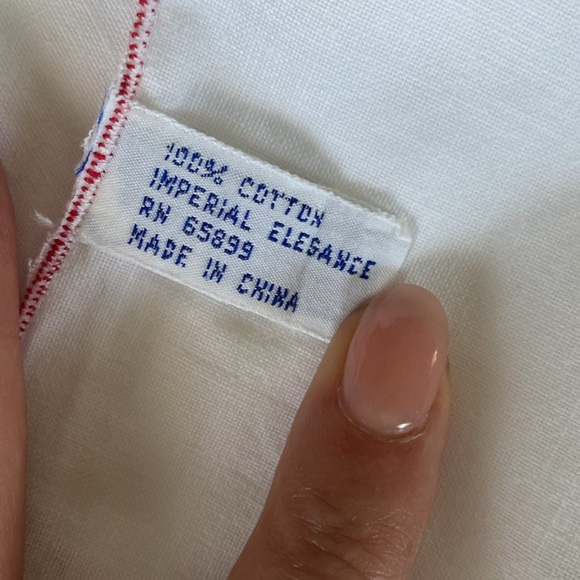 100% COTTON
IMPERIAL ELEGANCE
RN 65899
MADE IN CHINA